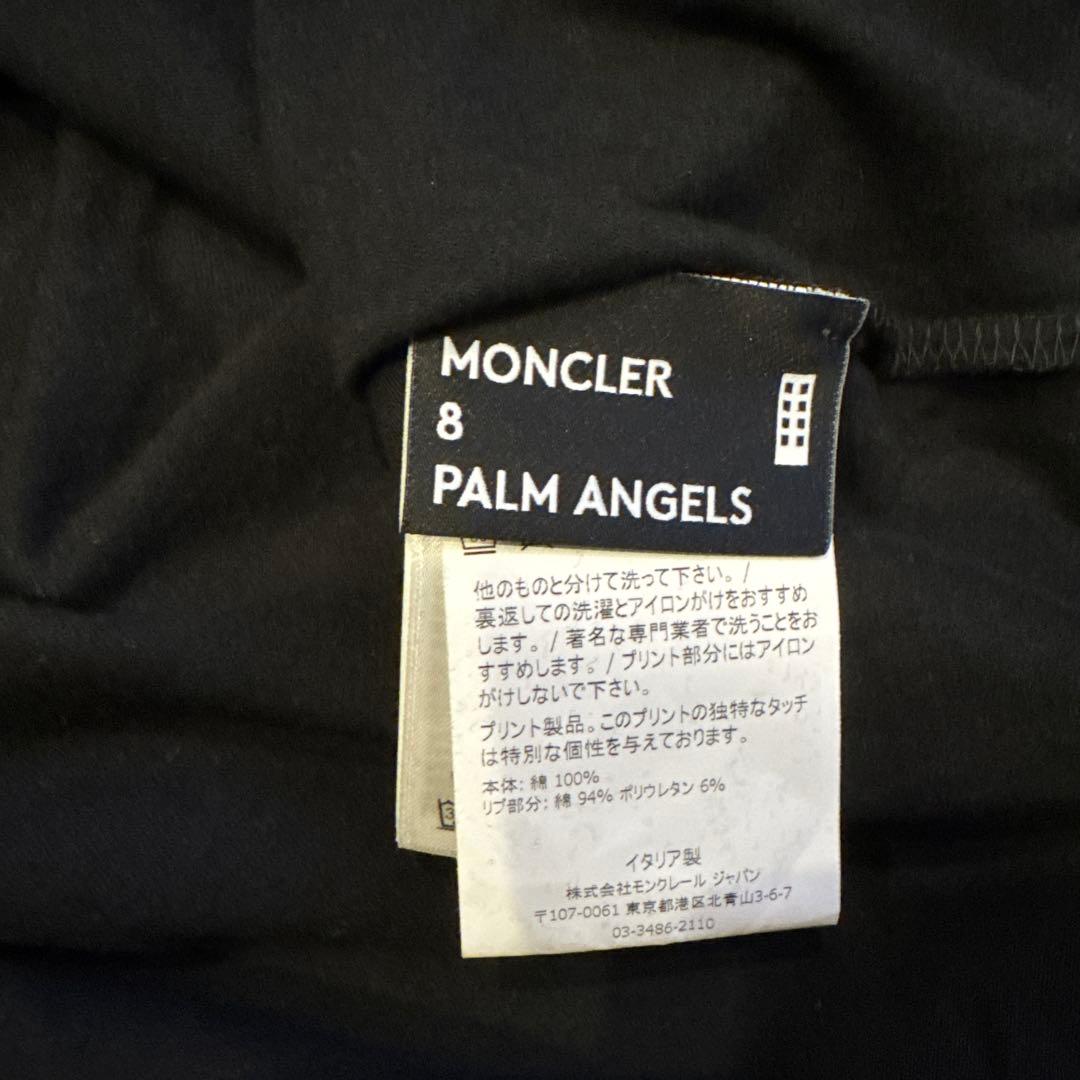 MONCLER
8
PALM ANGELS
他のものと分けて洗って下さい。/
裏返しての洗濯とアイロンがけをおすすめ
します。/ 著名な専門業者で洗うことをお
すすめします。/ プリント部分にはアイロン
がけしないで下さい。
プリント製品。このプリントの独特なタッチ
は特別な個性を与えております。
本体: 綿 100%
リブ部分: 綿 94% ポリウレタン 6%
イタリア製
株式会社モンクレール ジャパン
〒107-0061 東京都港区北青山3-6-7
03-3486-2110